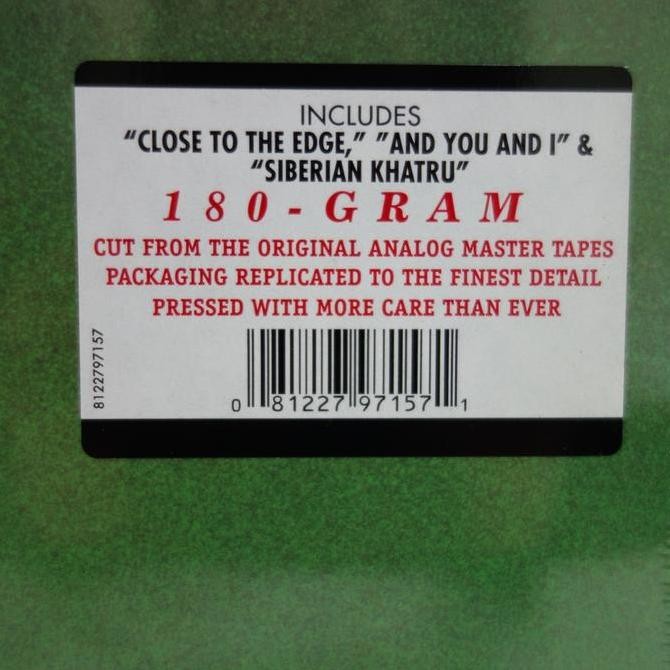 INCLUDES
"CLOSE TO THE EDGE," "AND YOU AND I" &
"SIBERIAN KHATRU"
180-GRAM
CUT FROM THE ORIGINAL ANALOG MASTER TAPES
PACKAGING REPLICATED TO THE FINEST DETAIL
PRESSED WITH MORE CARE THAN EVER
8122797157
0 81227 97157 1